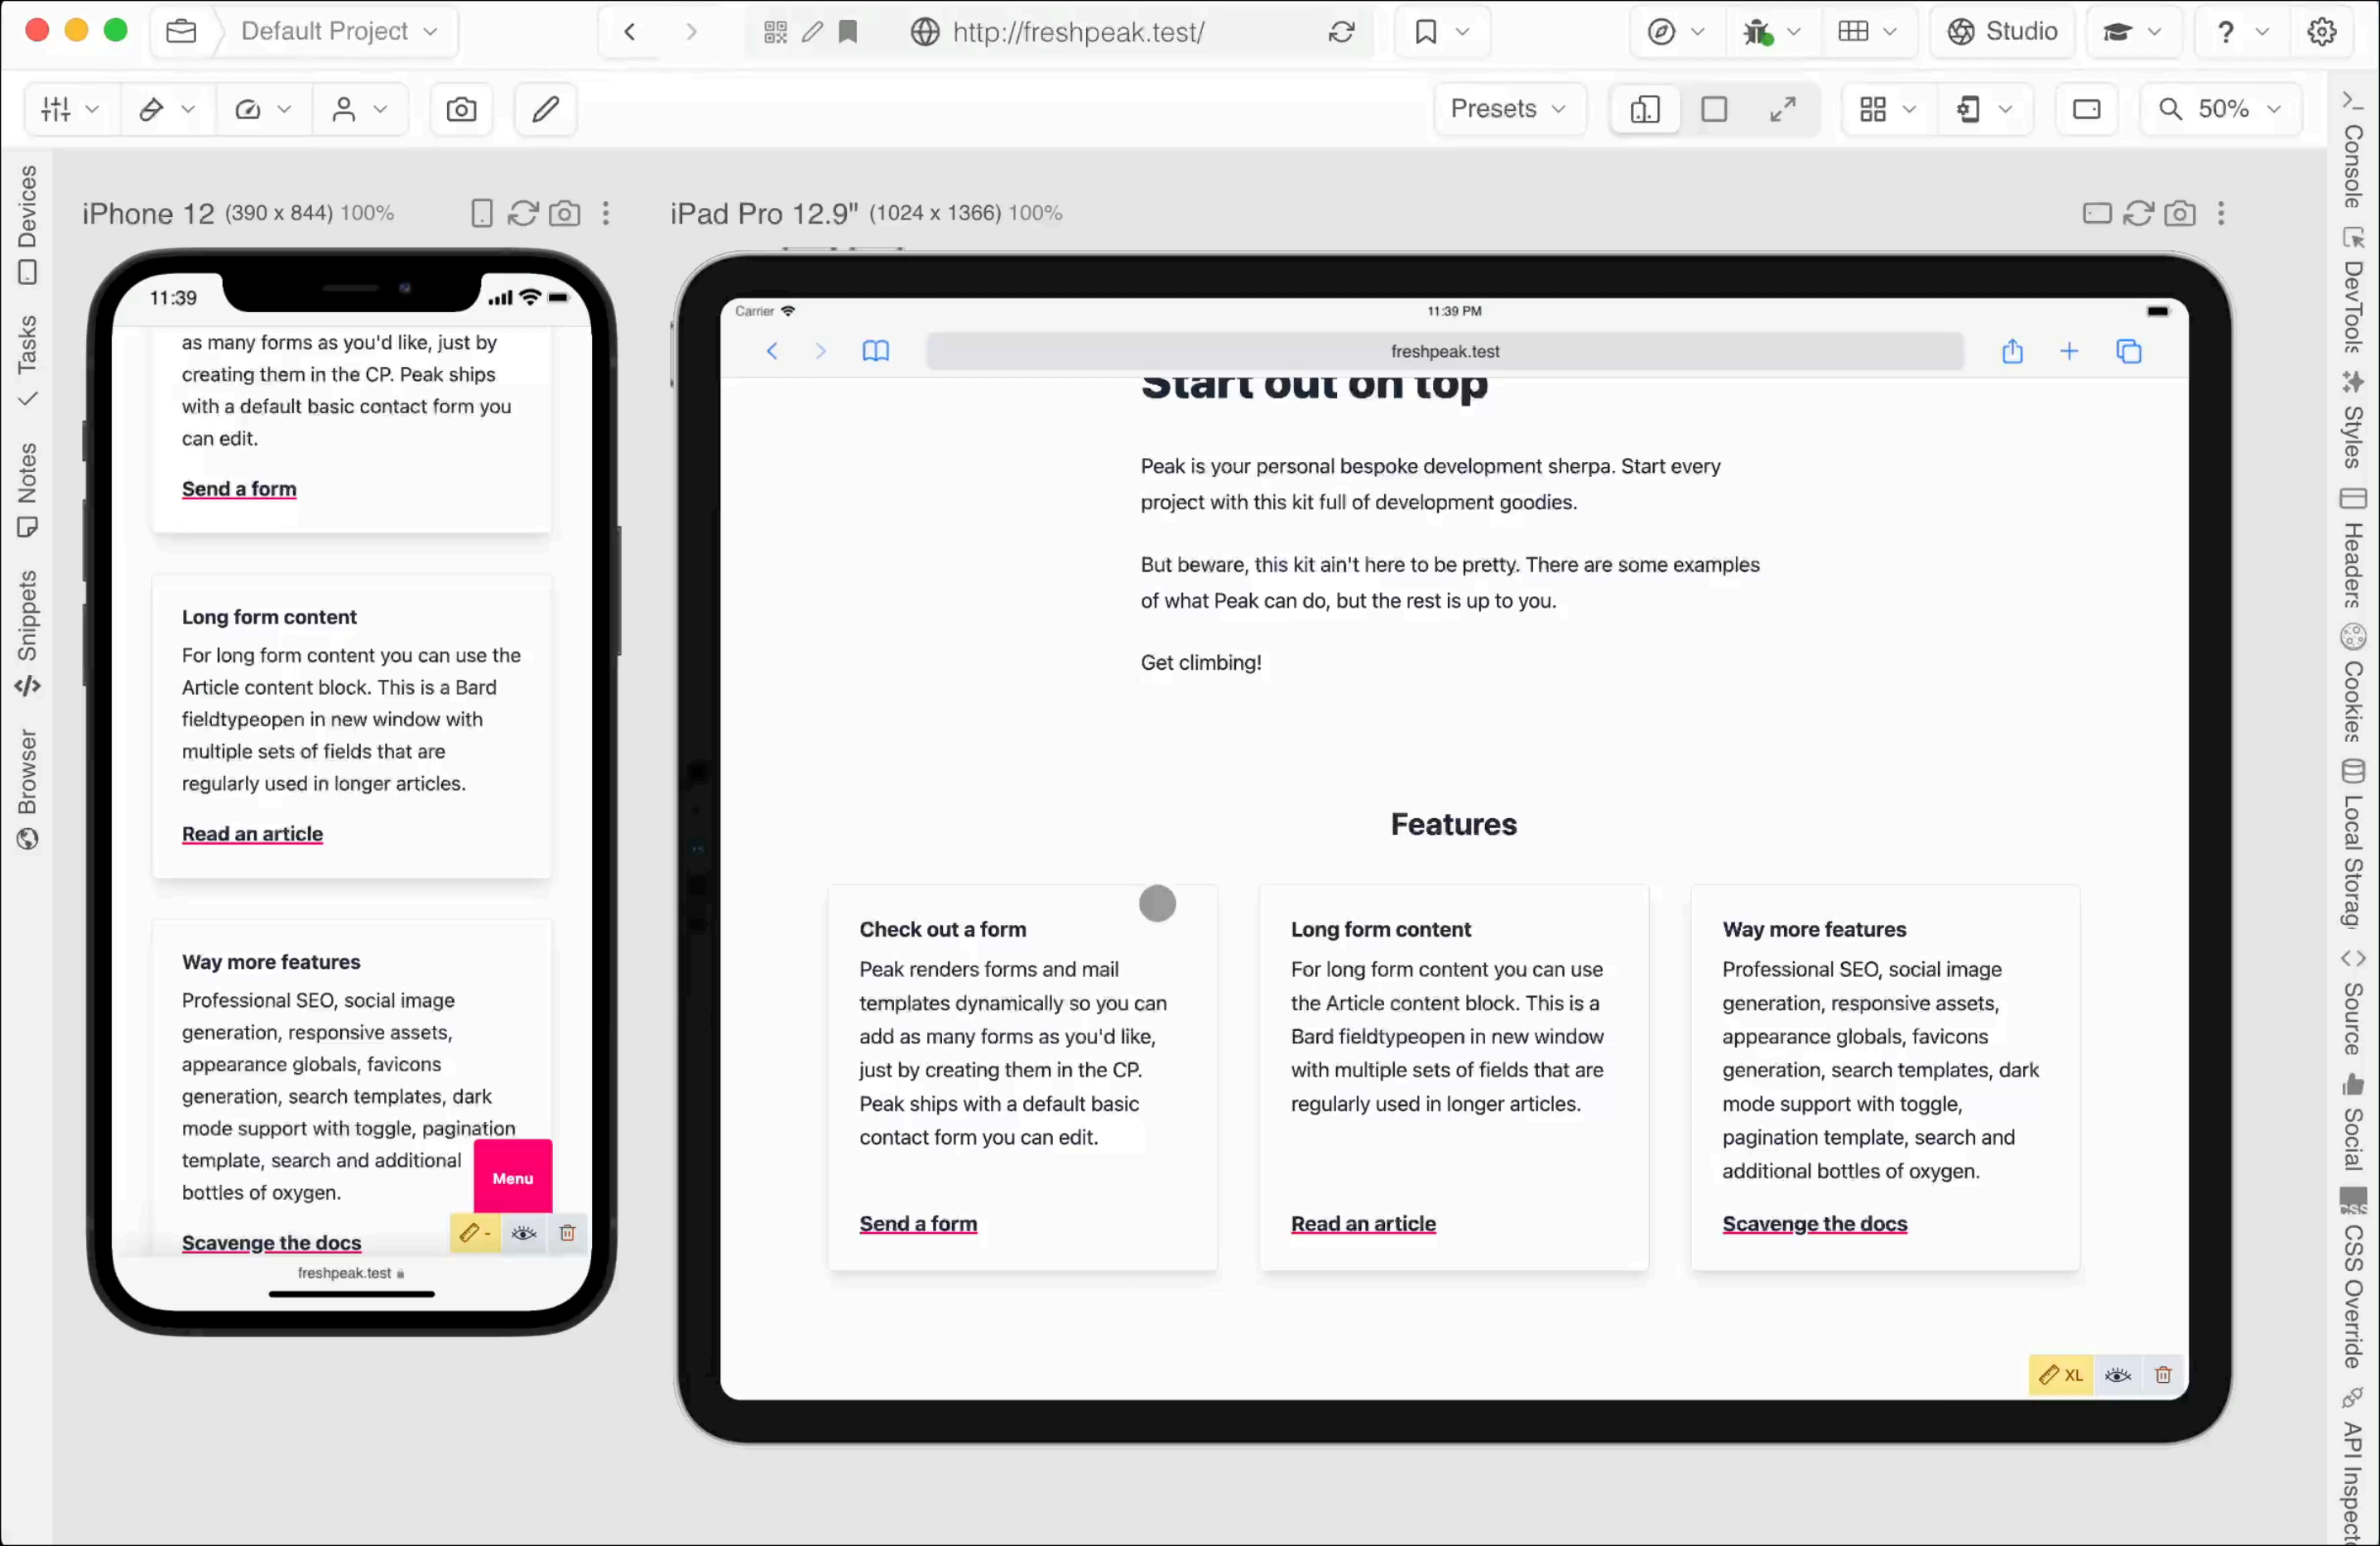 Default Project
http://freshpeak.test/
Studio
?
Presets
50%
Devices
Tasks
Notes
Snippets
Browser
iPhone 12 (390 x 844) 100%
11:39
as many forms as you'd like, just by
creating them in the CP. Peak ships
with a default basic contact form you
can edit.
Send a form
Long form content
For long form content you can use the
Article content block. This is a Bard
fieldtypeopen in new window with
multiple sets of fields that are
regularly used in longer articles.
Read an article
Way more features
Professional SEO, social image
generation, responsive assets,
appearance globals, favicons
generation, search templates, dark
mode support with toggle, pagination
template, search and additional
bottles of oxygen.
Menu
Scavenge the docs
-
freshpeak.test
iPad Pro 12.9" (1024 x 1366) 100%
Carrier
11:39 PM
freshpeak.test
Start out on top
Peak is your personal bespoke development sherpa. Start every
project with this kit full of development goodies.
But beware, this kit ain't here to be pretty. There are some examples
of what Peak can do, but the rest is up to you.
Get climbing!
Features
Check out a form
Peak renders forms and mail
templates dynamically so you can
add as many forms as you'd like,
just by creating them in the CP.
Peak ships with a default basic
contact form you can edit.
Send a form
Long form content
For long form content you can use
the Article content block. This is a
Bard fieldtypeopen in new window
with multiple sets of fields that are
regularly used in longer articles.
Read an article
Way more features
Professional SEO, social image
generation, responsive assets,
appearance globals, favicons
generation, search templates, dark
mode support with toggle,
pagination template, search and
additional bottles of oxygen.
Scavenge the docs
XL
Console
DevTools
Styles
Headers
Cookies
Local Storag
Source
Social
CSS
CSS Override
API Inspect